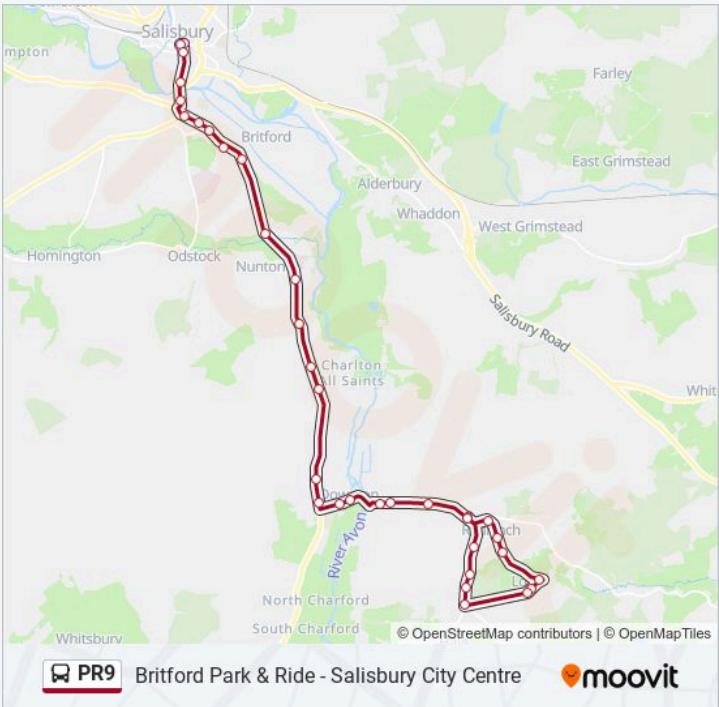 Salisbury
mpton
Farley
Britford
East Grimstead
Alderbury
Whaddon
West Grimstead
Homington
Odstock
Nunton
Salisbury Road
Charlton
All Saints
Whit
River Avon
North Charford
South Charford
Whitsbury
© OpenStreetMap contributors | © OpenMapTiles
PR9
Britford Park & Ride - Salisbury City Centre
moovit